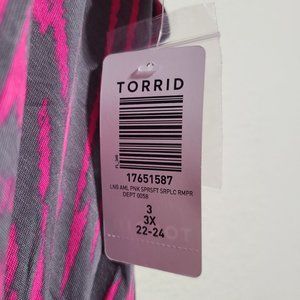 TORRID
17651587
LNG AML PNK SPRSFT SRPLC RMPR
DEPT 0058
3
3X
22-24